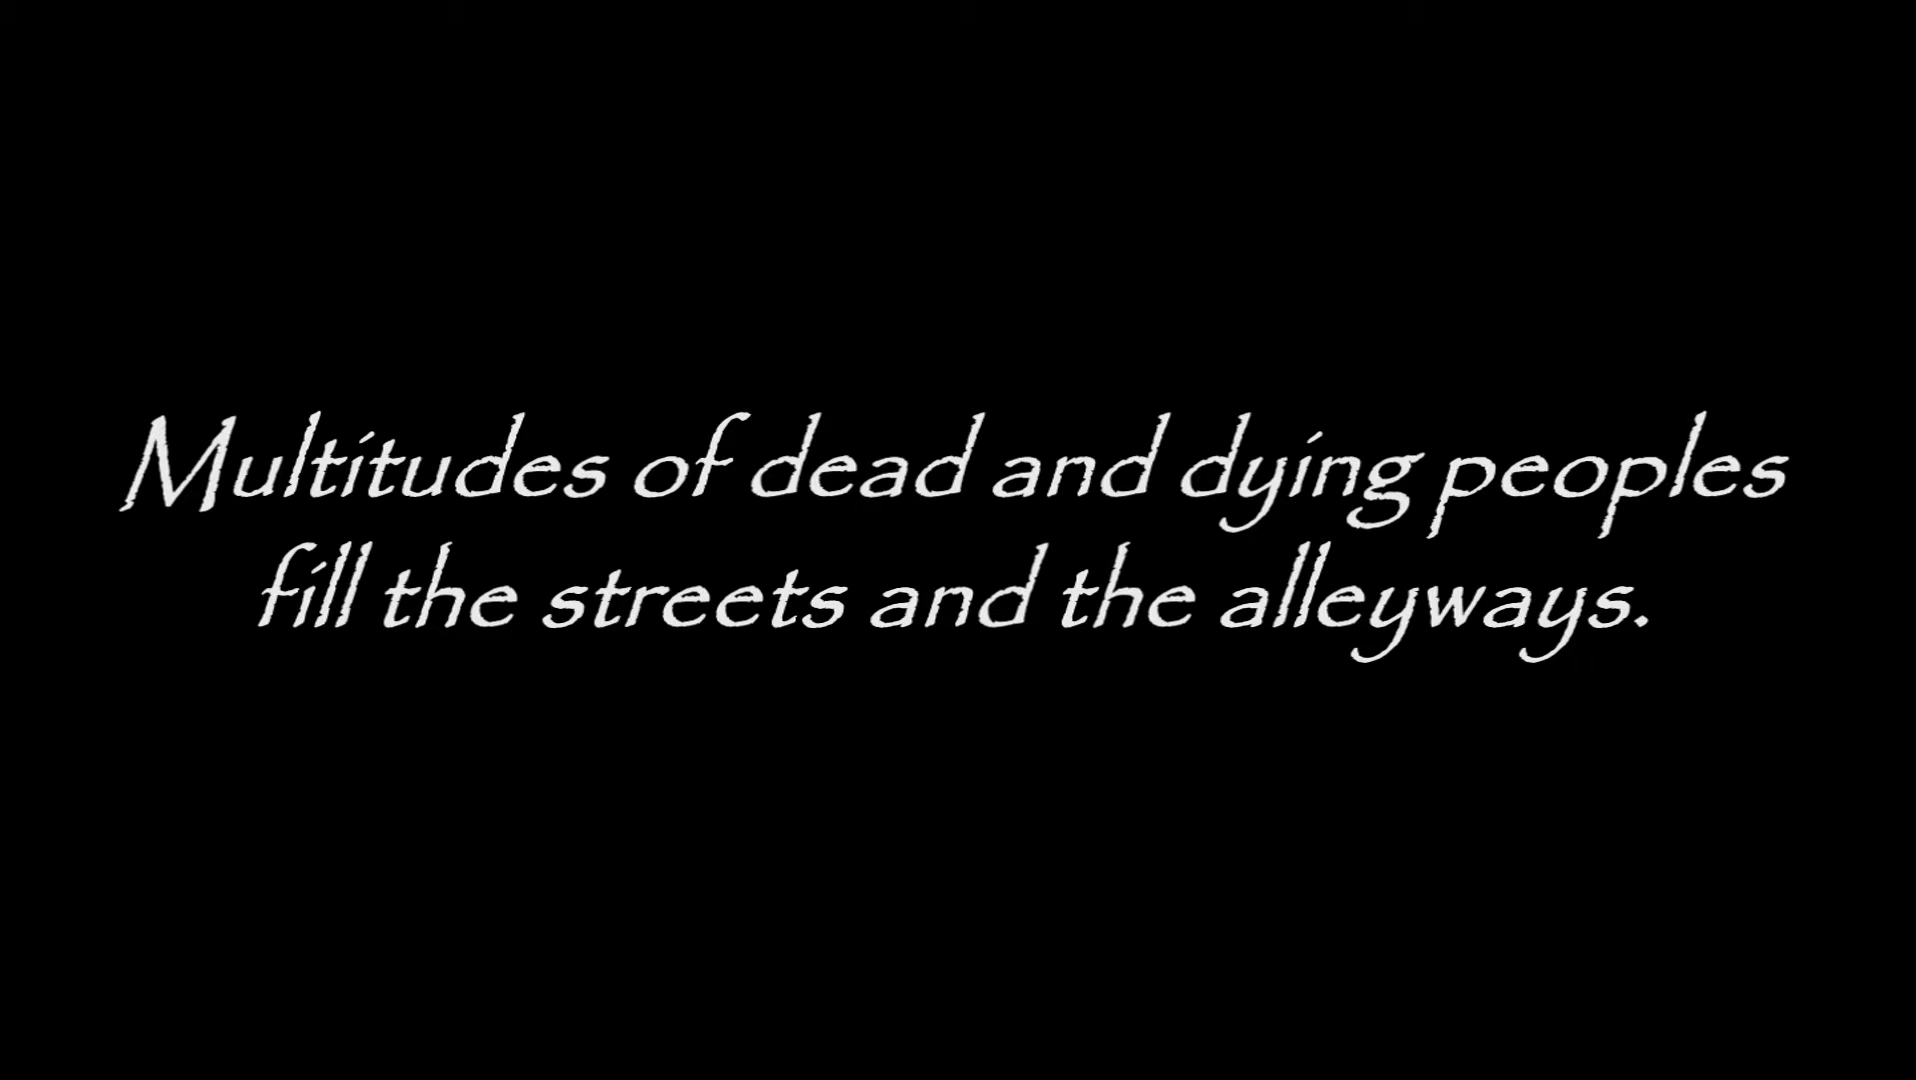 Multitudes of dead and dying peoples
fill the streets and the alleyways.